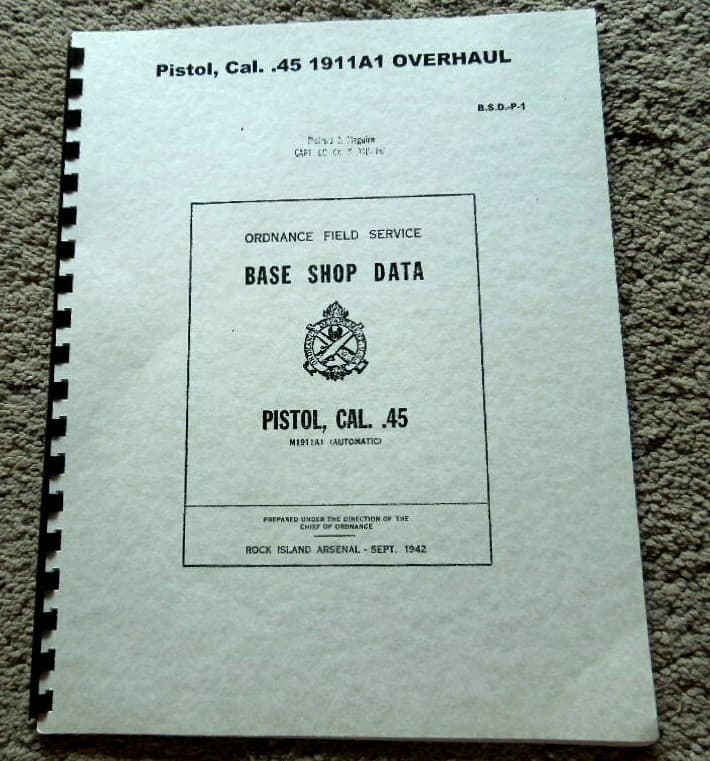 Pistol, Cal. .45 1911A1 OVERHAUL
B.S.D.-P-1
CAPT
ORDNANCE FIELD SERVICE
BASE SHOP DATA
PISTOL, CAL. .45
M1911A1 (AUTOMATIC)
PREPARED UNDER THE DIRECTION OF THE
CHIEF OF ORDNANCE
ROCK ISLAND ARSENAL - SEPT. 1942